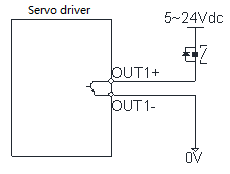 Servo driver
5~24Vdc
OUT1+
OUT1-
0V